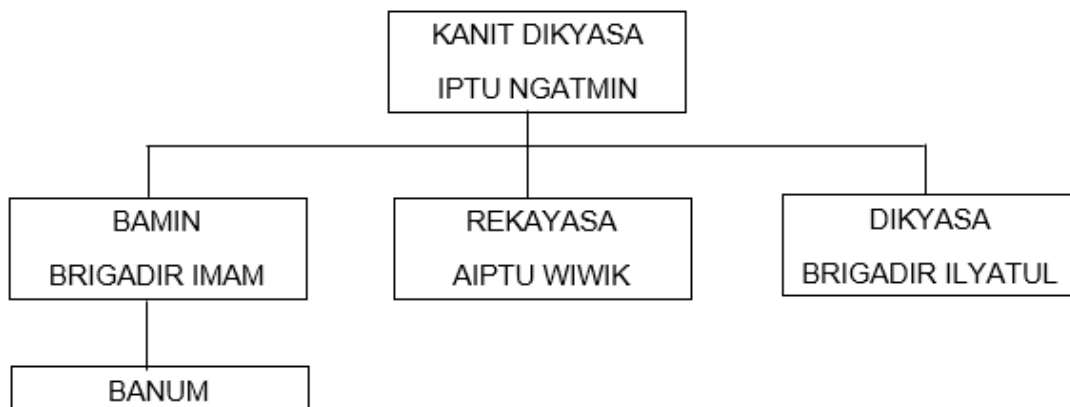 KANIT DIKYASA
IPTU NGATMIN
BAMIN
BRIGADIR IMAM
REKAYASA
AIPTU WIWIK
DIKYASA
BRIGADIR ILYATUL
BANUM